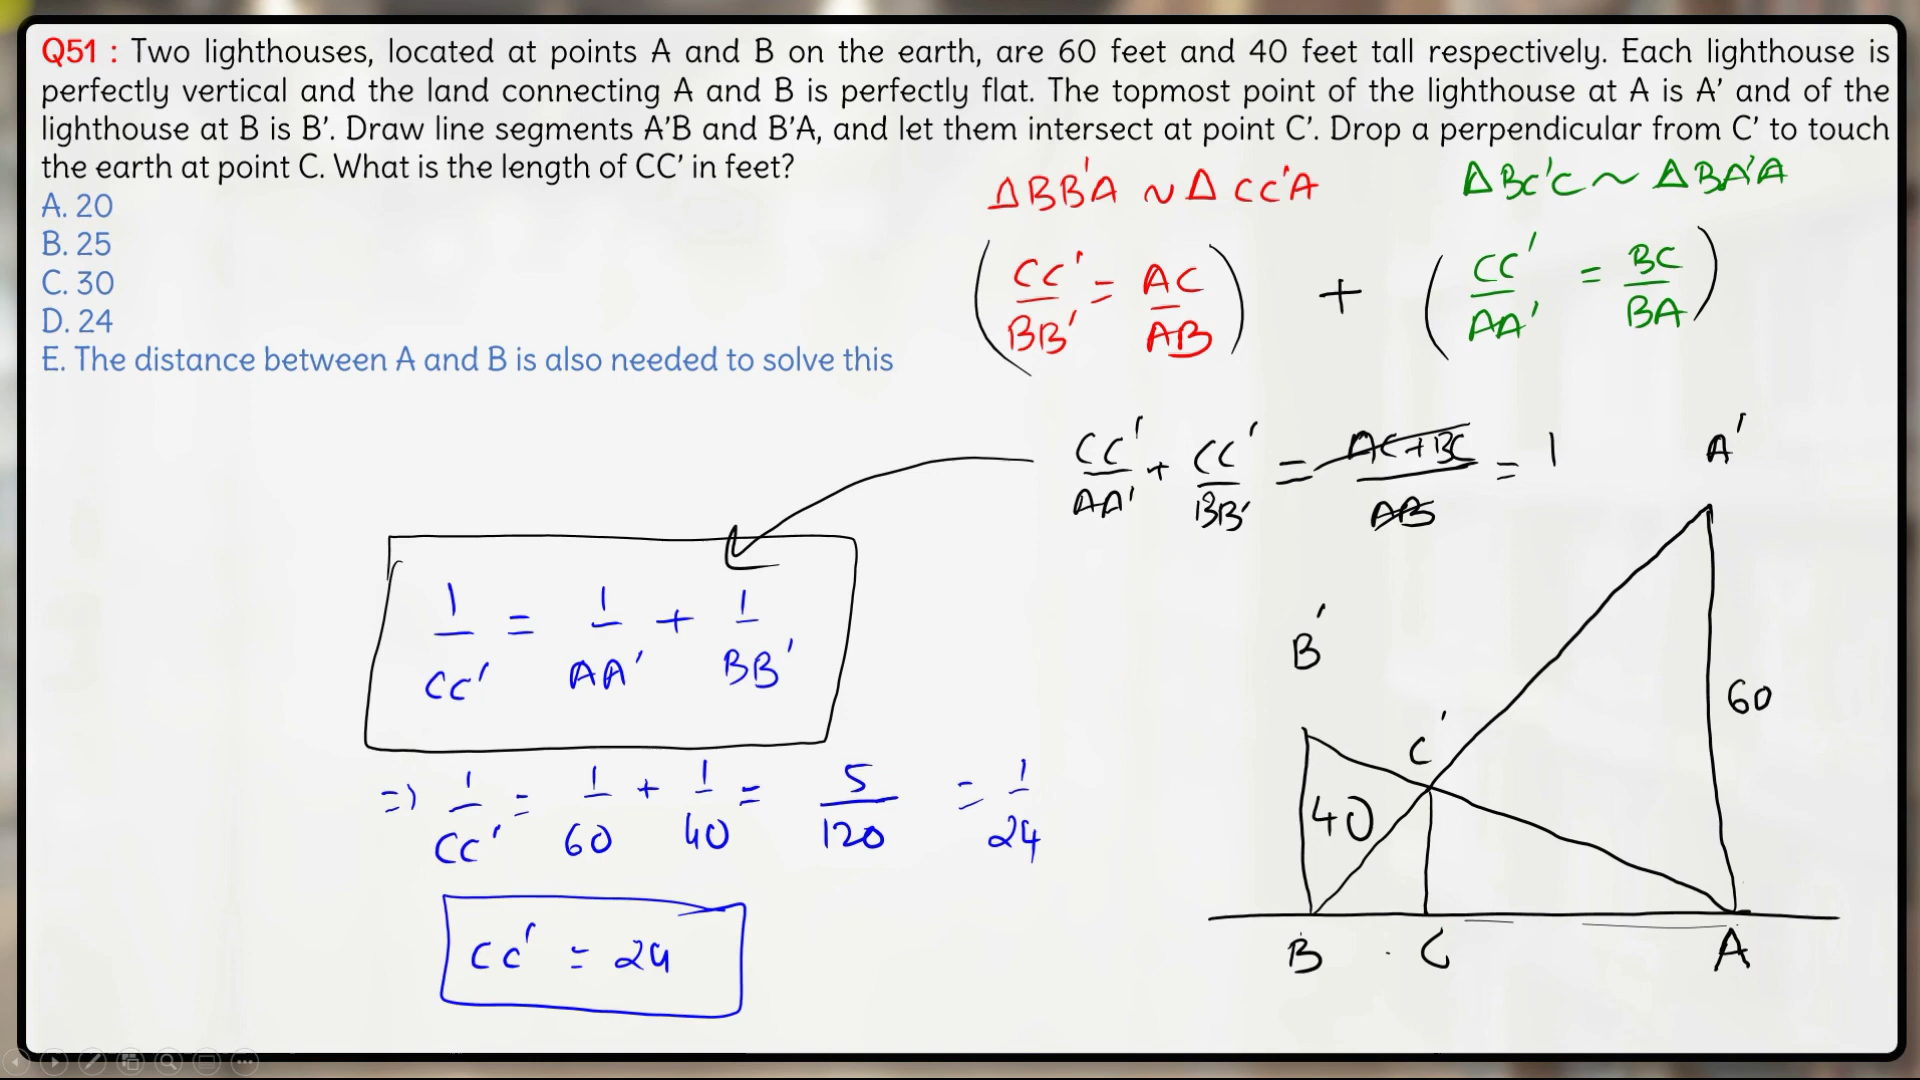 Q51 : Two lighthouses, located at points A and B on the earth, are 60 feet and 40 feet tall respectively. Each lighthouse is
perfectly vertical and the land connecting A and B is perfectly flat. The topmost point of the lighthouse at A is A’ and of the
lighthouse at B is B’. Draw line segments A’B and B’A, and let them intersect at point C’. Drop a perpendicular from C’ to touch
the earth at point C. What is the length of CC’ in feet?
A. 20
B. 25
C. 30
D. 24
E. The distance between A and B is also needed to solve this
ΔBB'A ~ ΔCC'A
(CC'/BB' = AC/AB)
+
ΔBC'C ~ ΔBA'A
(CC'/AA' = BC/BA)
CC'/AA' + CC'/BB' = AC+BC/AB = 1
1/CC' = 1/AA' + 1/BB'
=> 1/CC' = 1/60 + 1/40 = 5/120 = 1/24
CC' = 24
A'
B'
60
C'
40
B
C
A